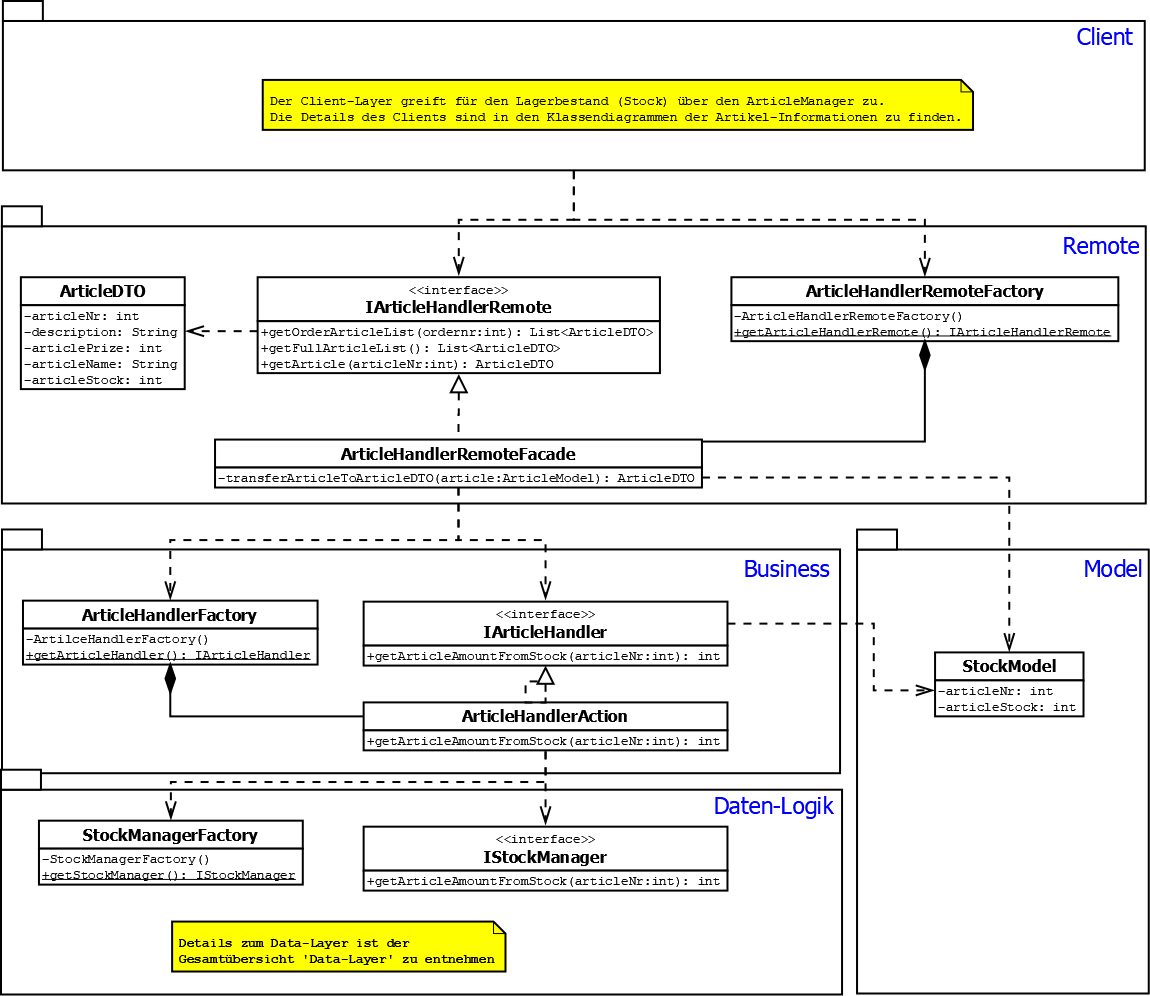 Client
Der Client-Layer greift für den Lagerbestand (Stock) über den ArticleManager zu.
Die Details des Clients sind in den Klassendiagrammen der Artikel-Informationen zu finden.
Remote
ArticleDTO
-articleNr: int
-description: String
-articlePrize: int
-articleName: String
-articleStock: int
<<interface>>
IArticleHandlerRemote
+getOrderArticleList(ordernr:int): List<ArticleDTO>
+getFullArticleList(): List<ArticleDTO>
+getArticle(articleNr:int): ArticleDTO
ArticleHandlerRemoteFactory
-ArticleHandlerRemoteFactory()
+getArticleHandlerRemote(): IArticleHandlerRemote
ArticleHandlerRemoteFacade
-transferArticleToArticleDTO(article:ArticleModel): ArticleDTO
Business
ArticleHandlerFactory
-ArtilceHandlerFactory()
+getArticleHandler(): IArticleHandler
<<interface>>
IArticleHandler
+getArticleAmountFromStock(articleNr:int): int
ArticleHandlerAction
+getArticleAmountFromStock(articleNr:int): int
Model
StockModel
-articleNr: int
-articleStock: int
Daten-Logik
StockManagerFactory
-StockManagerFactory()
+getStockManager(): IStockManager
<<interface>>
IStockManager
+getArticleAmountFromStock(articleNr:int): int
Details zum Data-Layer ist der
Gesamtübersicht 'Data-Layer' zu entnehmen